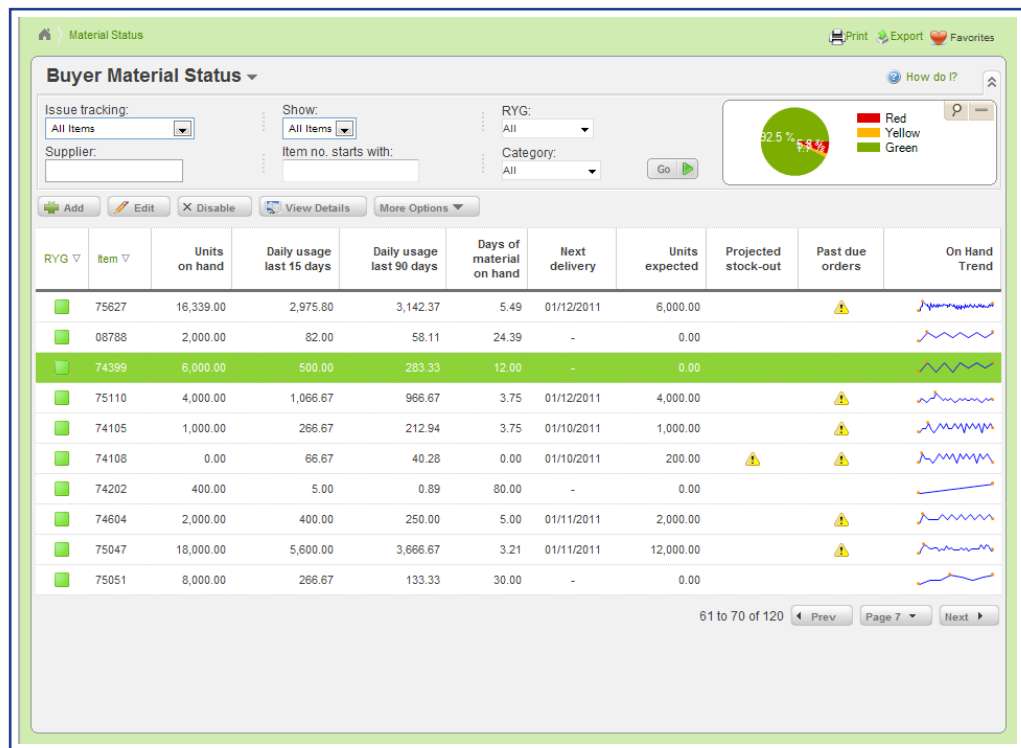 Material Status
Print Export Favorites
Buyer Material Status
How do I?
Issue tracking: Show: RYG:
All Items All Items All
Supplier: Item no. starts with: Category:
All Go
92.5 %
Red
Yellow
Green
Add Edit X Disable View Details More Options
RYG Item Units on hand Daily usage last 15 days Daily usage last 90 days Days of material on hand Next delivery Units expected Projected stock-out Past due orders On Hand Trend
75627 16,339.00 2,975.80 3,142.37 5.49 01/12/2011 6,000.00
08788 2,000.00 82.00 58.11 24.39 - 0.00
74399 6,000.00 500.00 283.33 12.00 - 0.00
75110 4,000.00 1,066.67 966.67 3.75 01/12/2011 4,000.00
74105 1,000.00 266.67 212.94 3.75 01/10/2011 1,000.00
74108 0.00 66.67 40.28 0.00 01/10/2011 200.00
74202 400.00 5.00 0.89 80.00 - 0.00
74604 2,000.00 400.00 250.00 5.00 01/11/2011 2,000.00
75047 18,000.00 5,600.00 3,666.67 3.21 01/11/2011 12,000.00
75051 8,000.00 266.67 133.33 30.00 - 0.00
61 to 70 of 120 Prev Page 7 Next